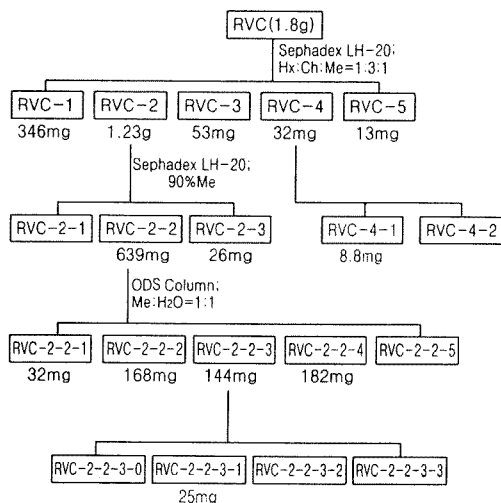 RVC(1.8g)
Sephadex LH-20;
Hx:Ch:Me=1:3:1
RVC-1 RVC-2 RVC-3 RVC-4 RVC-5
346mg 1.23g 53mg 32mg 13mg
Sephadex LH-20;
90%Me
RVC-2-1 RVC-2-2 RVC-2-3 RVC-4-1 RVC-4-2
639mg 26mg 8.8mg
ODS Column;
Me:H₂O=1:1
RVC-2-2-1 RVC-2-2-2 RVC-2-2-3 RVC-2-2-4 RVC-2-2-5
32mg 168mg 144mg 182mg
RVC-2-2-3-0 RVC-2-2-3-1 RVC-2-2-3-2 RVC-2-2-3-3
25mg